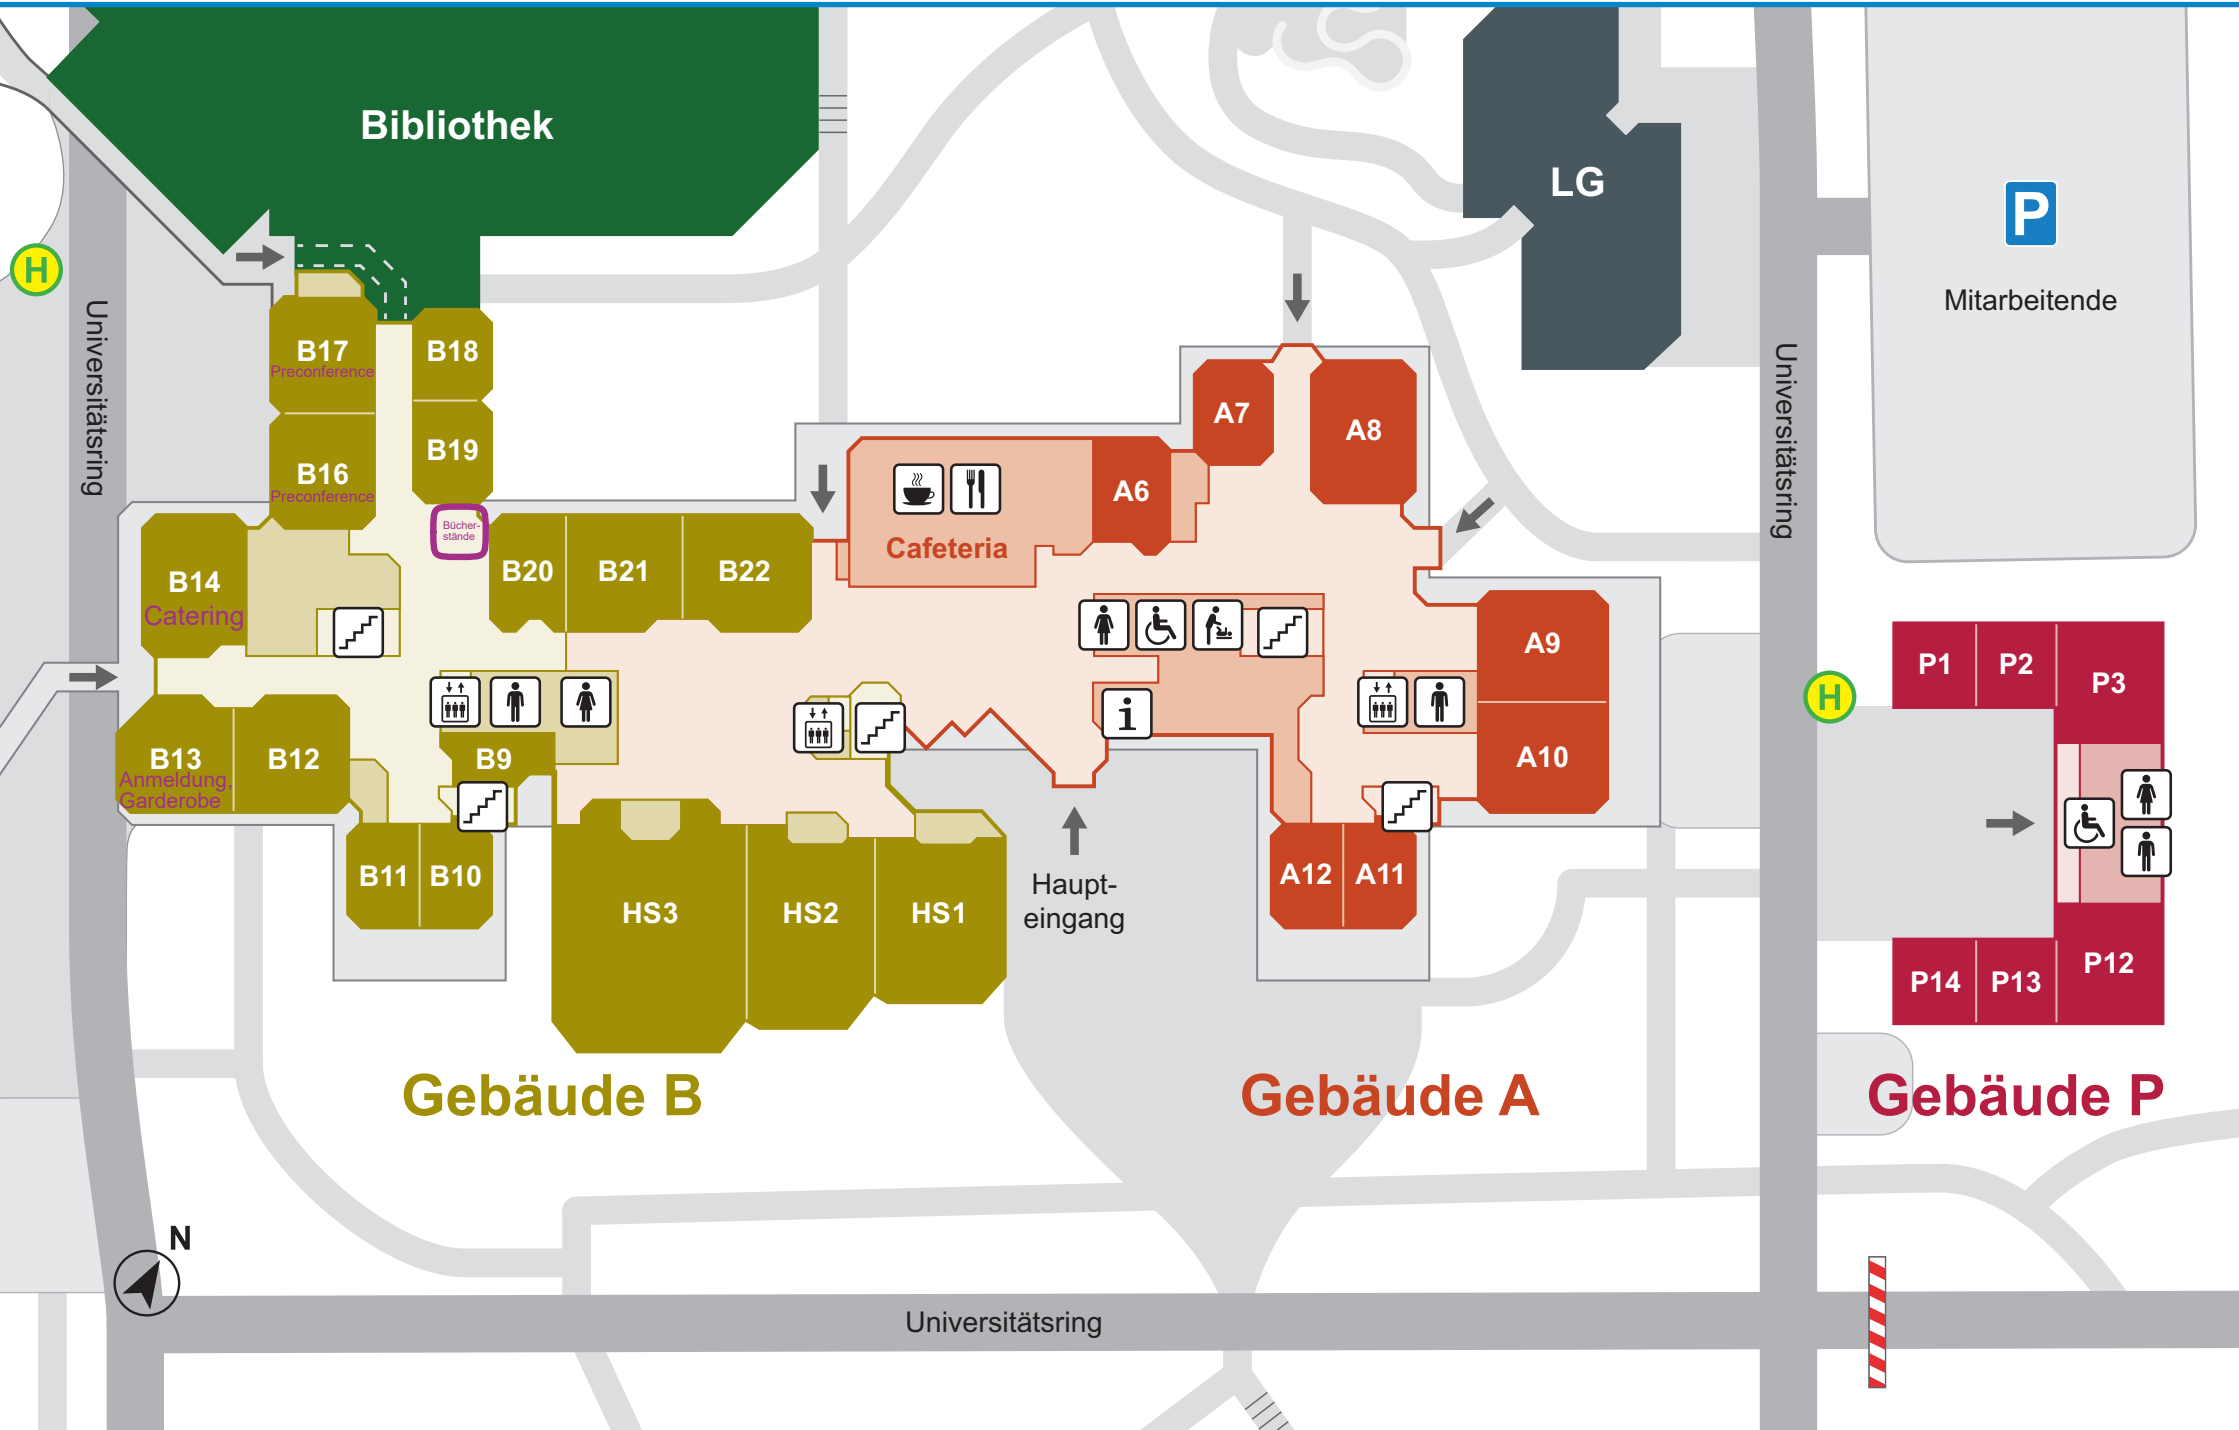 Bibliothek
LG
P
Mitarbeitende
H
Universitätsring
B17
Preconference
B18
B16
Preconference
B19
Bücher-
stände
B14
Catering
B20
B21
B22
Cafeteria
A6
A7
A8
Universitätsring
A9
A10
i
B13
Anmeldung,
Garderobe
B12
B9
B11
B10
HS3
HS2
HS1
Haupt-
eingang
A12
A11
H
P1
P2
P3
P14
P13
P12
Gebäude B
Gebäude A
Gebäude P
N
Universitätsring